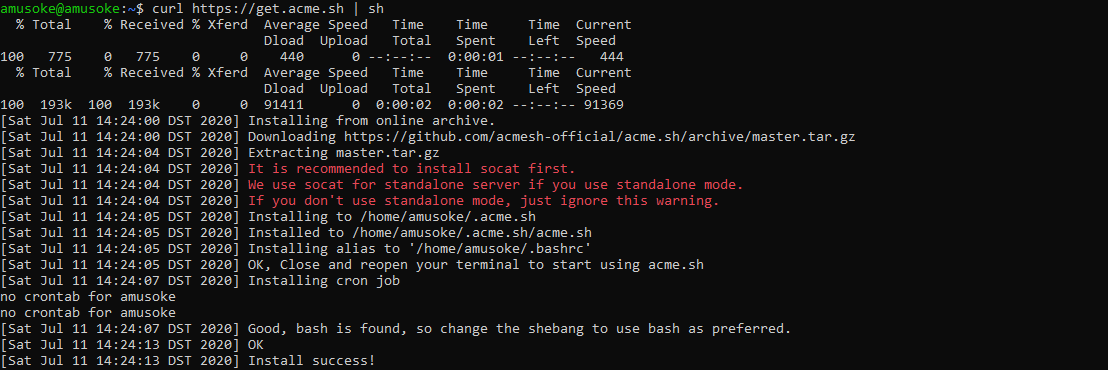 amusoke@amusoke:~$ curl https://get.acme.sh | sh
  % Total    % Received % Xferd  Average Speed   Time    Time     Time  Current
                                 Dload  Upload   Total   Spent    Left  Speed
100   775    0   775    0     0    440      0 --:--:--  0:00:01 --:--:--   444
  % Total    % Received % Xferd  Average Speed   Time    Time     Time  Current
                                 Dload  Upload   Total   Spent    Left  Speed
100  193k  100  193k    0     0  91411      0  0:00:02  0:00:02 --:--:-- 91369
[Sat Jul 11 14:24:00 DST 2020] Installing from online archive.
[Sat Jul 11 14:24:00 DST 2020] Downloading https://github.com/acmesh-official/acme.sh/archive/master.tar.gz
[Sat Jul 11 14:24:04 DST 2020] Extracting master.tar.gz
[Sat Jul 11 14:24:04 DST 2020] It is recommended to install socat first.
[Sat Jul 11 14:24:04 DST 2020] We use socat for standalone server if you use standalone mode.
[Sat Jul 11 14:24:04 DST 2020] If you don't use standalone mode, just ignore this warning.
[Sat Jul 11 14:24:05 DST 2020] Installing to /home/amusoke/.acme.sh
[Sat Jul 11 14:24:05 DST 2020] Installed to /home/amusoke/.acme.sh/acme.sh
[Sat Jul 11 14:24:05 DST 2020] Installing alias to '/home/amusoke/.bashrc'
[Sat Jul 11 14:24:05 DST 2020] OK, Close and reopen your terminal to start using acme.sh
[Sat Jul 11 14:24:07 DST 2020] Installing cron job
no crontab for amusoke
no crontab for amusoke
[Sat Jul 11 14:24:07 DST 2020] Good, bash is found, so change the shebang to use bash as preferred.
[Sat Jul 11 14:24:13 DST 2020] OK
[Sat Jul 11 14:24:13 DST 2020] Install success!